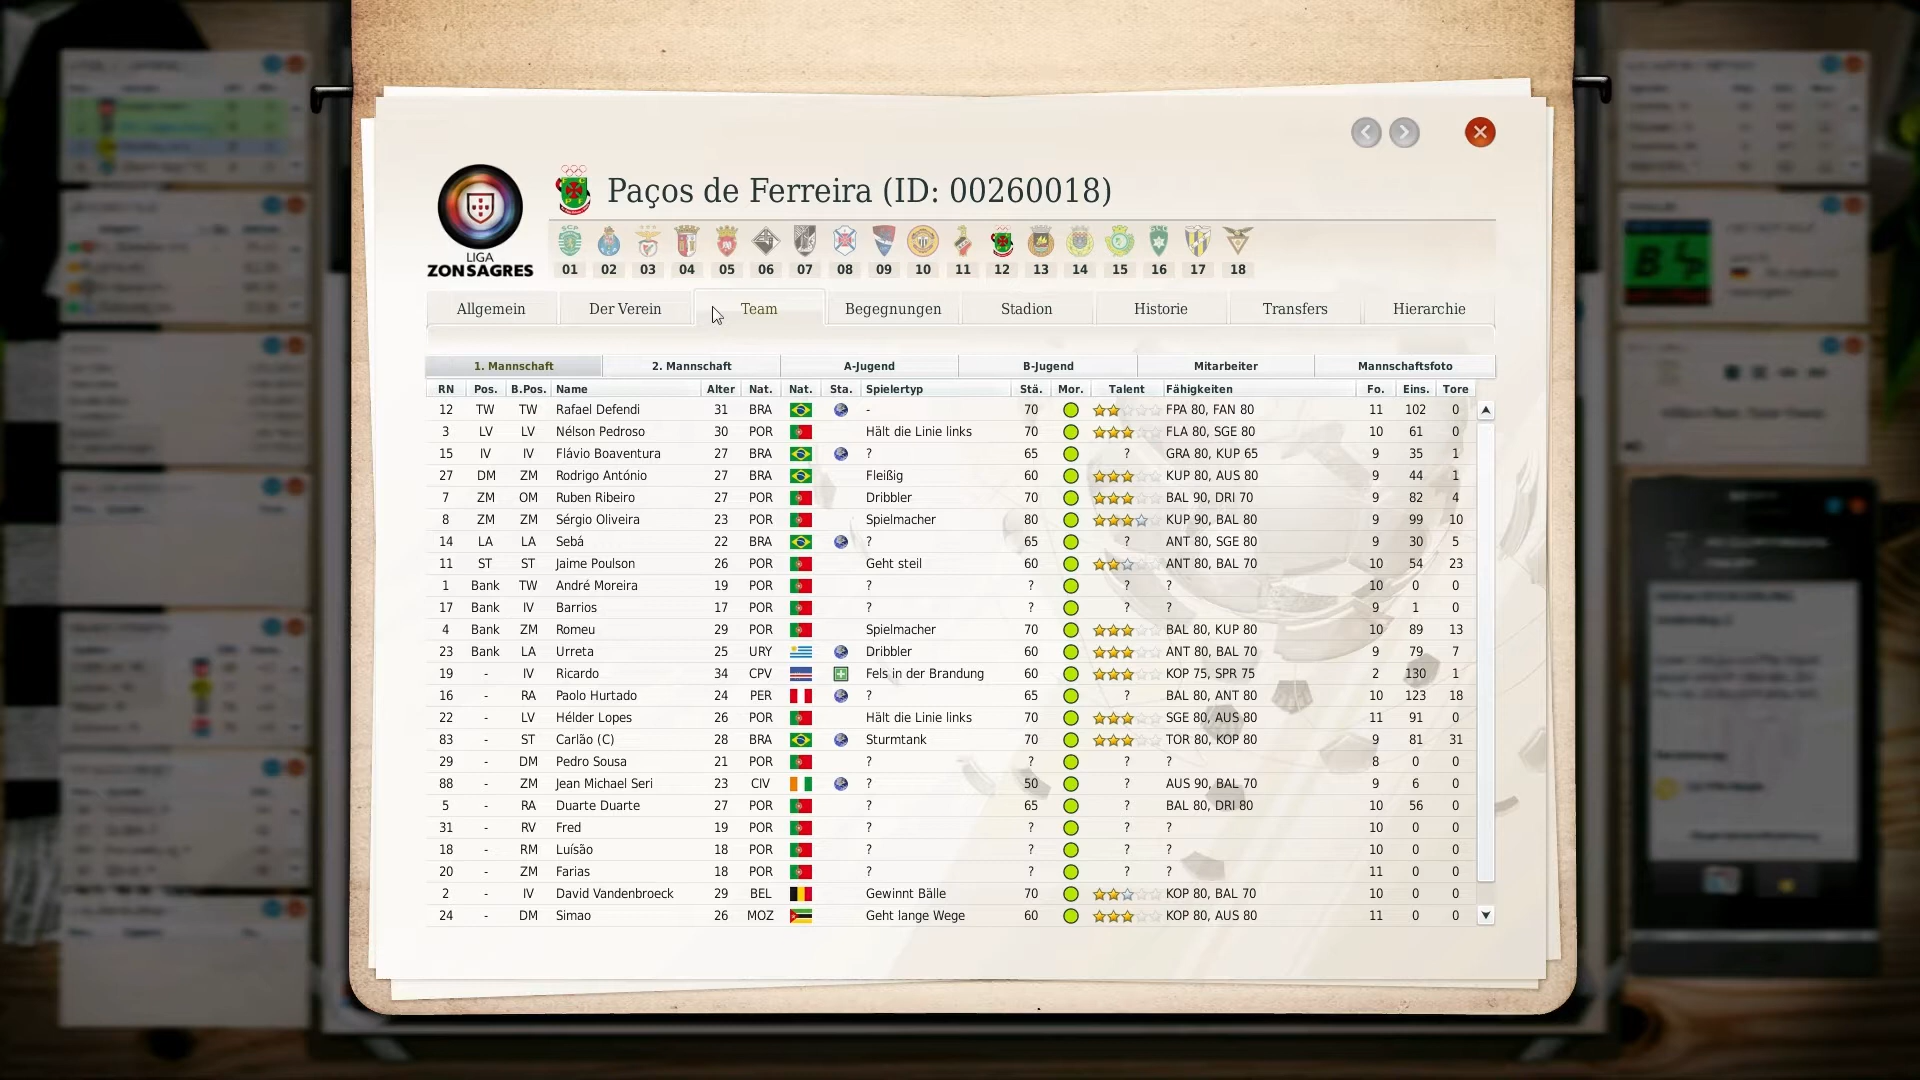 Paços de Ferreira (ID: 00260018)
LIGA
ZON SAGRES
01 02 03 04 05 06 07 08 09 10 11 12 13 14 15 16 17 18
Allgemein Der Verein Team Begegnungen Stadion Historie Transfers Hierarchie
1. Mannschaft 2. Mannschaft A-Jugend B-Jugend Mitarbeiter Mannschaftsfoto
RN Pos. B.Pos. Name Alter Nat. Nat. Sta. Spielertyp Stä. Mor. Talent Fähigkeiten Fo. Eins. Tore
12 TW TW Rafael Defendi 31 BRA - 70 FPA 80, FAN 80 11 102 0
3 LV LV Nélson Pedroso 30 POR Hält die Linie links 70 FLA 80, SGE 80 10 61 0
15 IV IV Flávio Boaventura 27 BRA ? 65 ? GRA 80, KUP 65 9 35 1
27 DM ZM Rodrigo António 27 BRA Fleißig 60 KUP 80, AUS 80 9 44 1
7 ZM OM Ruben Ribeiro 27 POR Dribbler 70 BAL 90, DRI 70 9 82 4
8 ZM ZM Sérgio Oliveira 23 POR Spielmacher 80 KUP 90, BAL 80 9 99 10
14 LA LA Sebá 22 BRA ? 65 ? ANT 80, SGE 80 9 30 5
11 ST ST Jaime Poulson 26 POR Geht steil 60 ANT 80, BAL 70 10 54 23
1 Bank TW André Moreira 19 POR ? ? ? ? 10 0 0
17 Bank IV Barrios 17 POR ? ? ? ? 9 1 0
4 Bank ZM Romeu 29 POR Spielmacher 70 BAL 80, KUP 80 10 89 13
23 Bank LA Urreta 25 URY Dribbler 60 ANT 80, BAL 70 9 79 7
19 - IV Ricardo 34 CPV Fels in der Brandung 60 KOP 75, SPR 75 2 130 1
16 - RA Paolo Hurtado 24 PER ? 65 ? BAL 80, ANT 80 10 123 18
22 - LV Hélder Lopes 26 POR Hält die Linie links 70 SGE 80, AUS 80 11 91 0
83 - ST Carlão (C) 28 BRA Sturmtank 70 TOR 80, KOP 80 9 81 31
29 - DM Pedro Sousa 21 POR ? ? ? ? 8 0 0
88 - ZM Jean Michael Seri 23 CIV ? 50 ? AUS 90, BAL 70 9 6 0
5 - RA Duarte Duarte 27 POR ? 65 ? BAL 80, DRI 80 10 56 0
31 - RV Fred 19 POR ? ? ? ? 10 0 0
18 - RM Luísão 18 POR ? ? ? ? 10 0 0
20 - ZM Farias 18 POR ? ? ? ? 11 0 0
2 - IV David Vandenbroeck 29 BEL Gewinnt Bälle 70 KOP 80, BAL 70 10 0 0
24 - DM Simao 26 MOZ Geht lange Wege 60 KOP 80, AUS 80 11 0 0